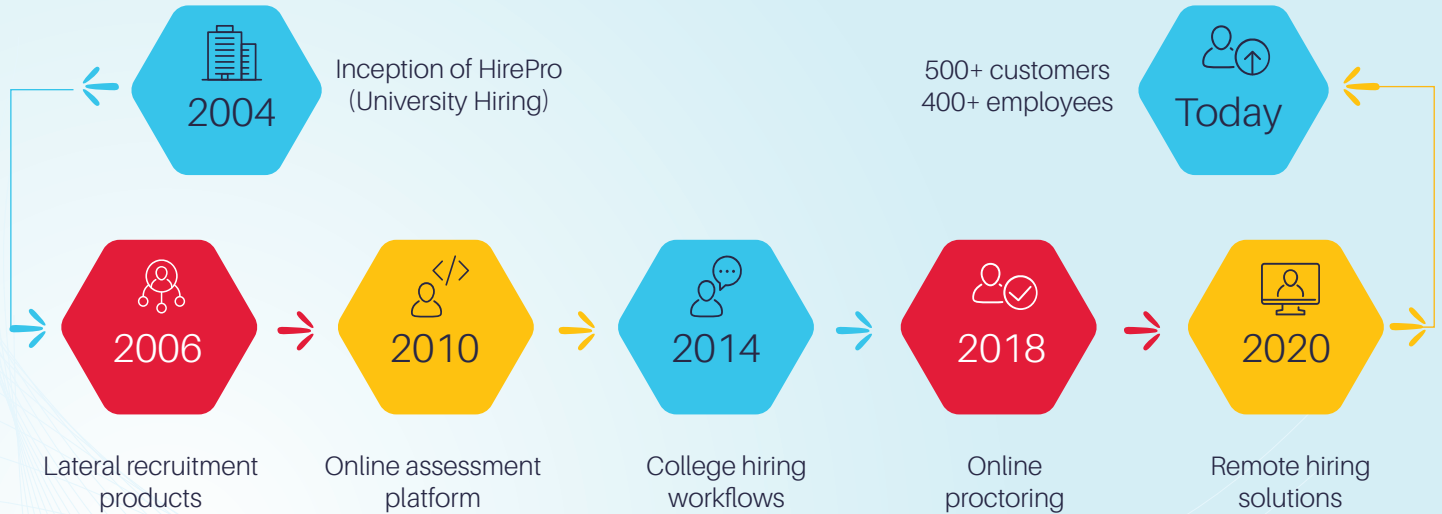 2004
Inception of HirePro
(University Hiring)
500+ customers
400+ employees
Today
2006
Lateral recruitment
products
2010
Online assessment
platform
2014
College hiring
workflows
2018
Online
proctoring
2020
Remote hiring
solutions